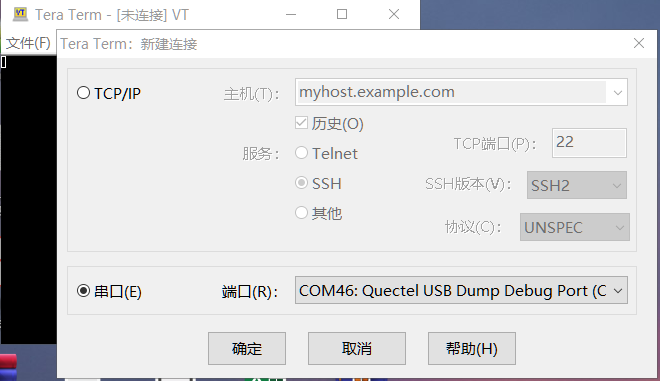 Tera Term - [未连接] VT
文件(F)
Tera Term：新建连接
TCP/IP
主机(T)：
myhost.example.com
历史(O)
服务：
Telnet
TCP端口(P)：
22
SSH
SSH版本(V)：
SSH2
其他
协议(C)：
UNSPEC
串口(E)
端口(R)：
COM46: Quectel USB Dump Debug Port (C
确定
取消
帮助(H)